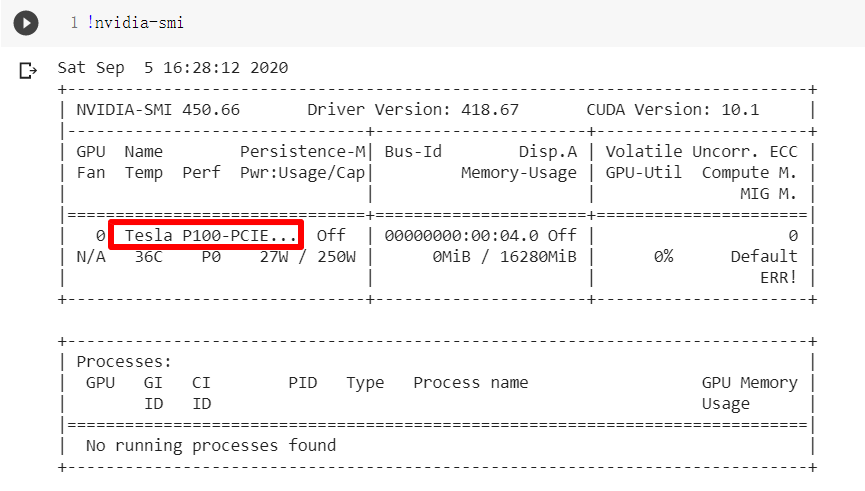 1 !nvidia-smi
Sat Sep  5 16:28:12 2020
+-----------------------------------------------------------------------------+
| NVIDIA-SMI 450.66       Driver Version: 418.67       CUDA Version: 10.1     |
|-------------------------------+----------------------+----------------------+
| GPU  Name        Persistence-M| Bus-Id        Disp.A | Volatile Uncorr. ECC |
| Fan  Temp  Perf  Pwr:Usage/Cap|         Memory-Usage | GPU-Util  Compute M. |
|                               |                      |               MIG M. |
|===============================+======================+======================|
|   0  Tesla P100-PCIE...  Off  | 00000000:00:04.0 Off |                    0 |
| N/A   36C    P0    27W / 250W |      0MiB / 16280MiB |      0%      Default |
|                               |                      |                 ERR! |
+-------------------------------+----------------------+----------------------+

+-----------------------------------------------------------------------------+
| Processes:                                                                  |
|  GPU   GI   CI        PID   Type   Process name                  GPU Memory |
|        ID   ID                                                   Usage      |
|=============================================================================|
|  No running processes found                                                 |
+-----------------------------------------------------------------------------+